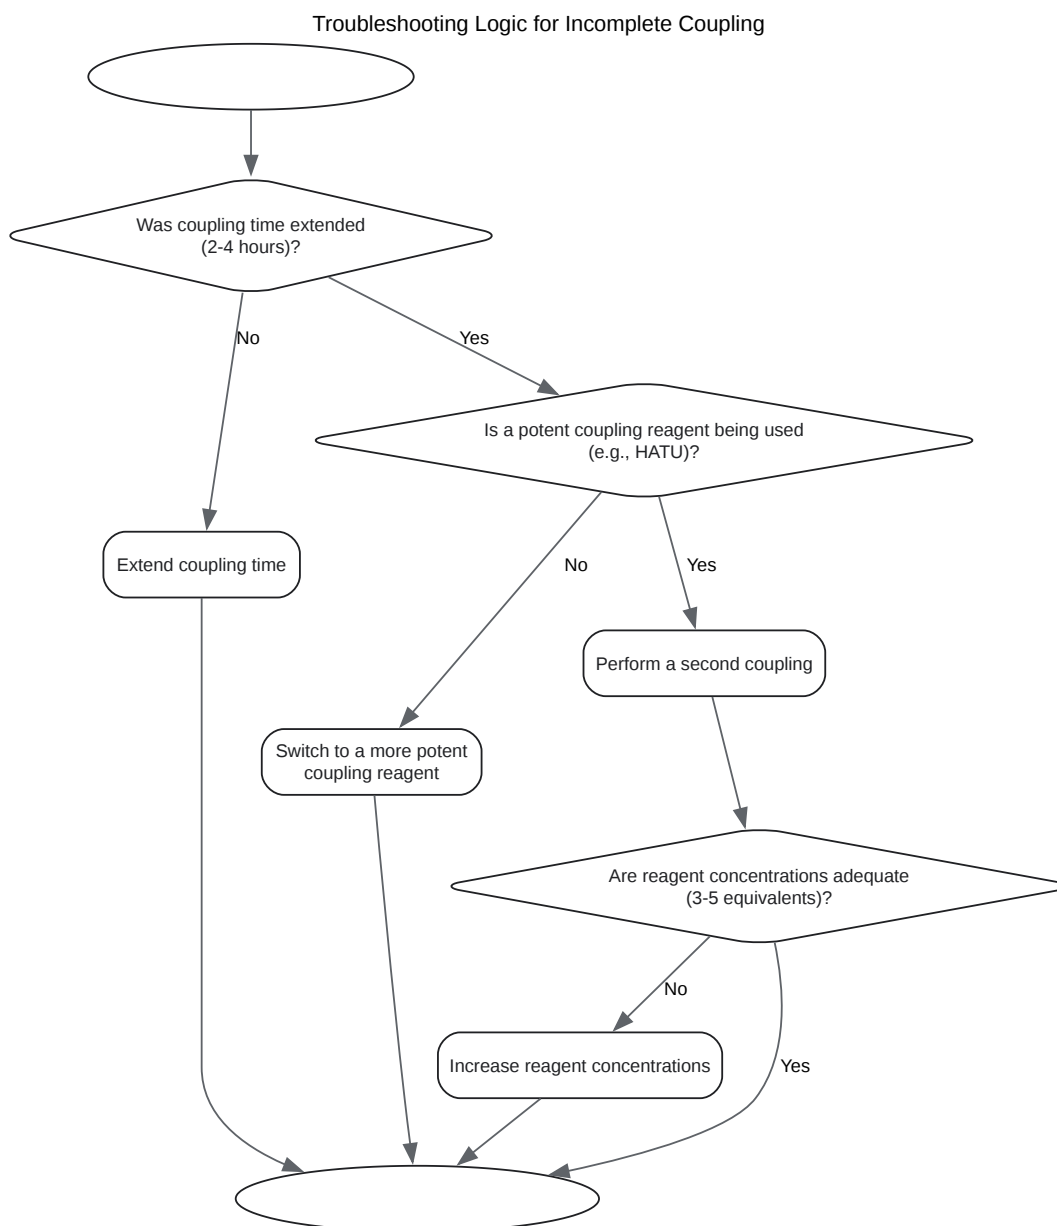 Troubleshooting Logic for Incomplete Coupling
Was coupling time extended
(2-4 hours)?
No
Yes
Is a potent coupling reagent being used
(e.g., HATU)?
Extend coupling time
No
Yes
Perform a second coupling
Switch to a more potent
coupling reagent
Are reagent concentrations adequate
(3-5 equivalents)?
No
Increase reagent concentrations
Yes